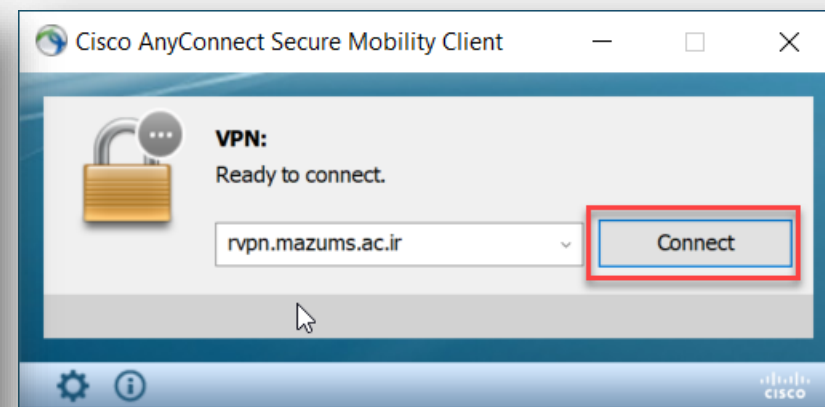 Cisco AnyConnect Secure Mobility Client
VPN:
Ready to connect.
rvpn.mazums.ac.ir
Connect
cisco